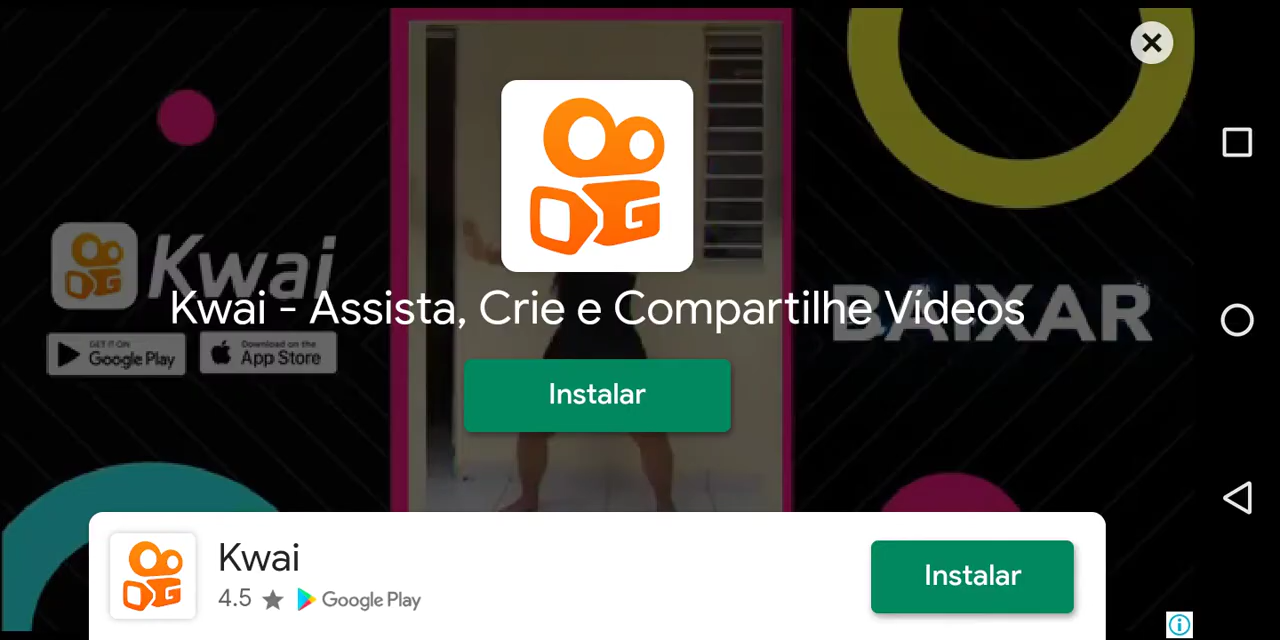 Kwai
GET IT ON
Google Play
Download on the
App Store
BAIXAR
Kwai - Assista, Crie e Compartilhe Vídeos
Instalar
Kwai
4.5 ★ Google Play
Instalar